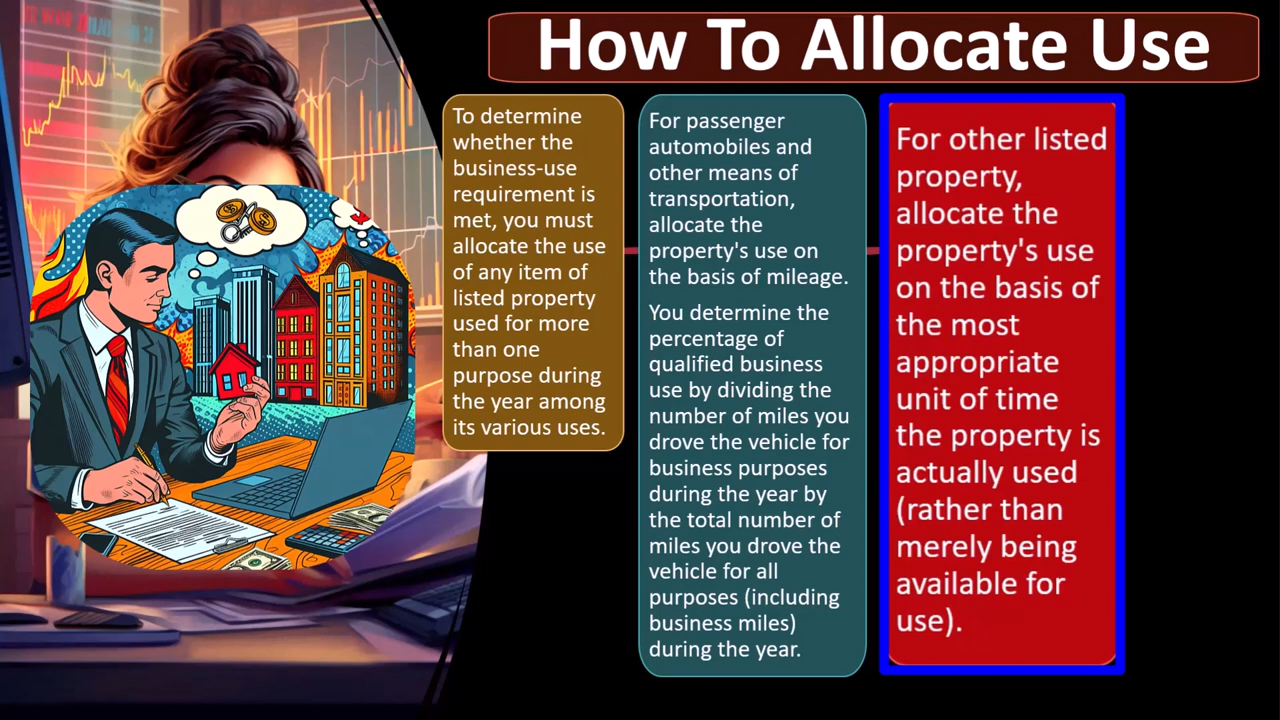 How To Allocate Use
To determine
whether the
business-use
requirement is
met, you must
allocate the use
of any item of
listed property
used for more
than one
purpose during
the year among
its various uses.
For passenger
automobiles and
other means of
transportation,
allocate the
property's use on
the basis of mileage.
You determine the
percentage of
qualified business
use by dividing the
number of miles you
drove the vehicle for
business purposes
during the year by
the total number of
miles you drove the
vehicle for all
purposes (including
business miles)
during the year.
For other listed
property,
allocate the
property's use
on the basis of
the most
appropriate
unit of time
the property is
actually used
(rather than
merely being
available for
use).